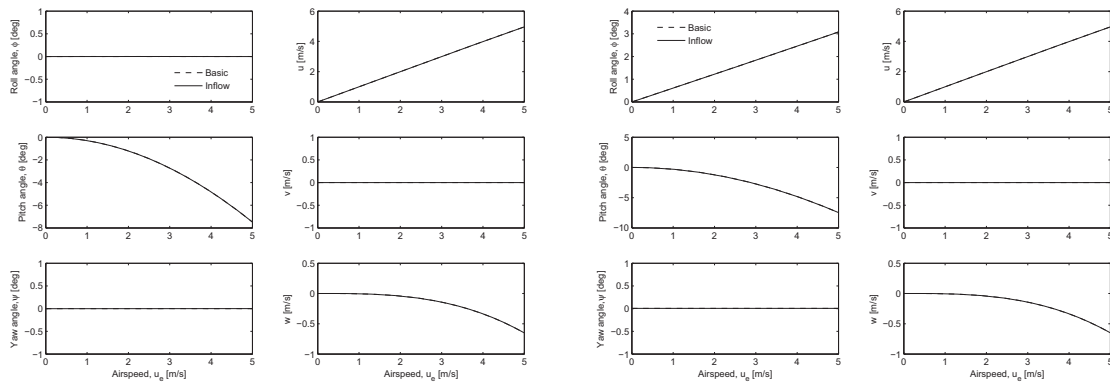 1
0.5
0
−0.5
−1
0 1 2 3 4 5
Roll angle, ϕ [deg]
Basic
Inflow
6
4
2
0
0 1 2 3 4 5
u [m/s]
0
−2
−4
−6
−8
0 1 2 3 4 5
Pitch angle, θ [deg]
1
0.5
0
−0.5
−1
0 1 2 3 4 5
v [m/s]
1
0.5
0
−0.5
−1
0 1 2 3 4 5
Yaw angle, ψ [deg]
Airspeed, u_e [m/s]
0.5
0
−0.5
−1
0 1 2 3 4 5
w [m/s]
Airspeed, u_e [m/s]
4
3
2
1
0
0 1 2 3 4 5
Roll angle, ϕ [deg]
Basic
Inflow
6
4
2
0
0 1 2 3 4 5
u [m/s]
5
0
−5
−10
0 1 2 3 4 5
Pitch angle, θ [deg]
1
0.5
0
−0.5
−1
0 1 2 3 4 5
v [m/s]
1
0.5
0
−0.5
−1
0 1 2 3 4 5
Yaw angle, ψ [deg]
Airspeed, u_e [m/s]
0.5
0
−0.5
−1
0 1 2 3 4 5
w [m/s]
Airspeed, u_e [m/s]